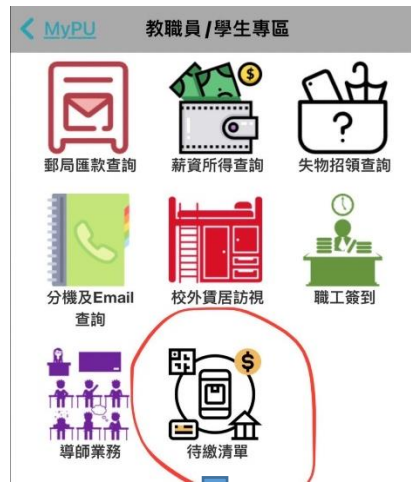 MyPU 教職員/學生專區
郵局匯款查詢 薪資所得查詢 失物招領查詢
分機及Email
查詢
校外賃居訪視 職工簽到
導師業務 待繳清單